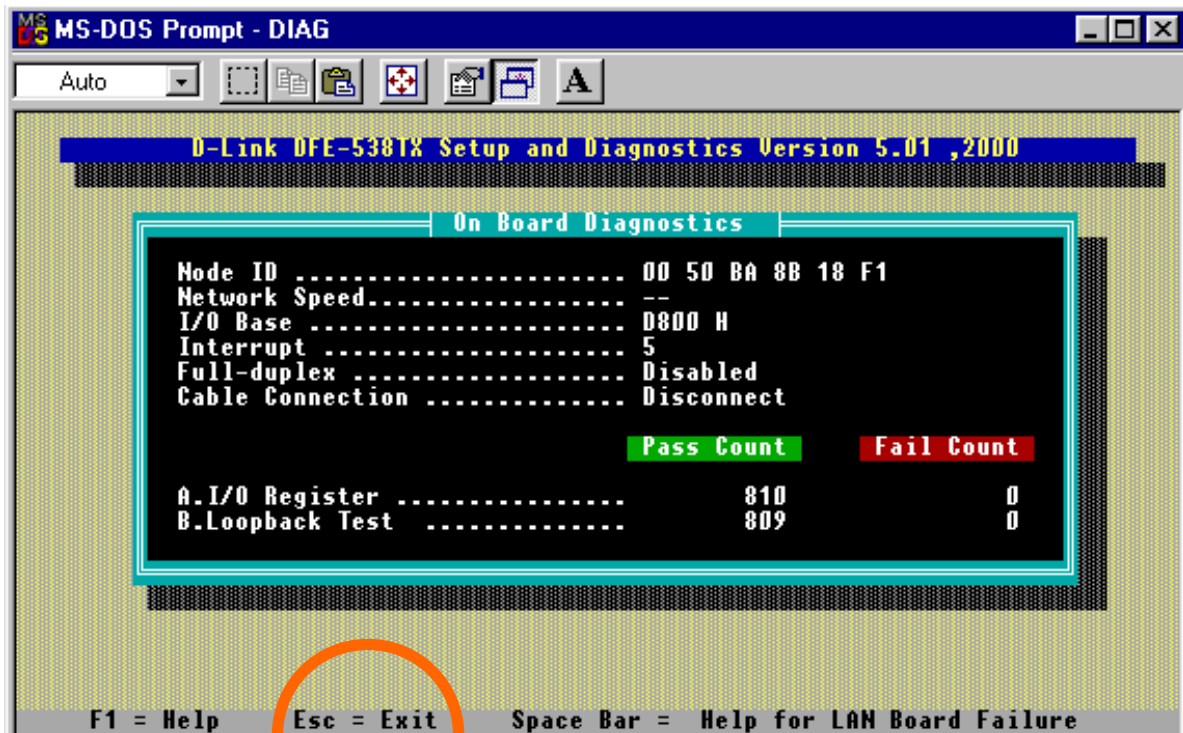 MS-DOS Prompt - DIAG
Auto
A
D-Link DFE-538TX Setup and Diagnostics Version 5.01 ,2000
On Board Diagnostics
Node ID ....................... 00 50 BA 8B 18 F1
Network Speed.................. --
I/O Base ...................... D800 H
Interrupt ..................... 5
Full-duplex ................... Disabled
Cable Connection .............. Disconnect
Pass Count Fail Count
A.I/O Register ................ 810 0
B.Loopback Test .............. 809 0
F1 = Help Esc = Exit Space Bar = Help for LAN Board Failure